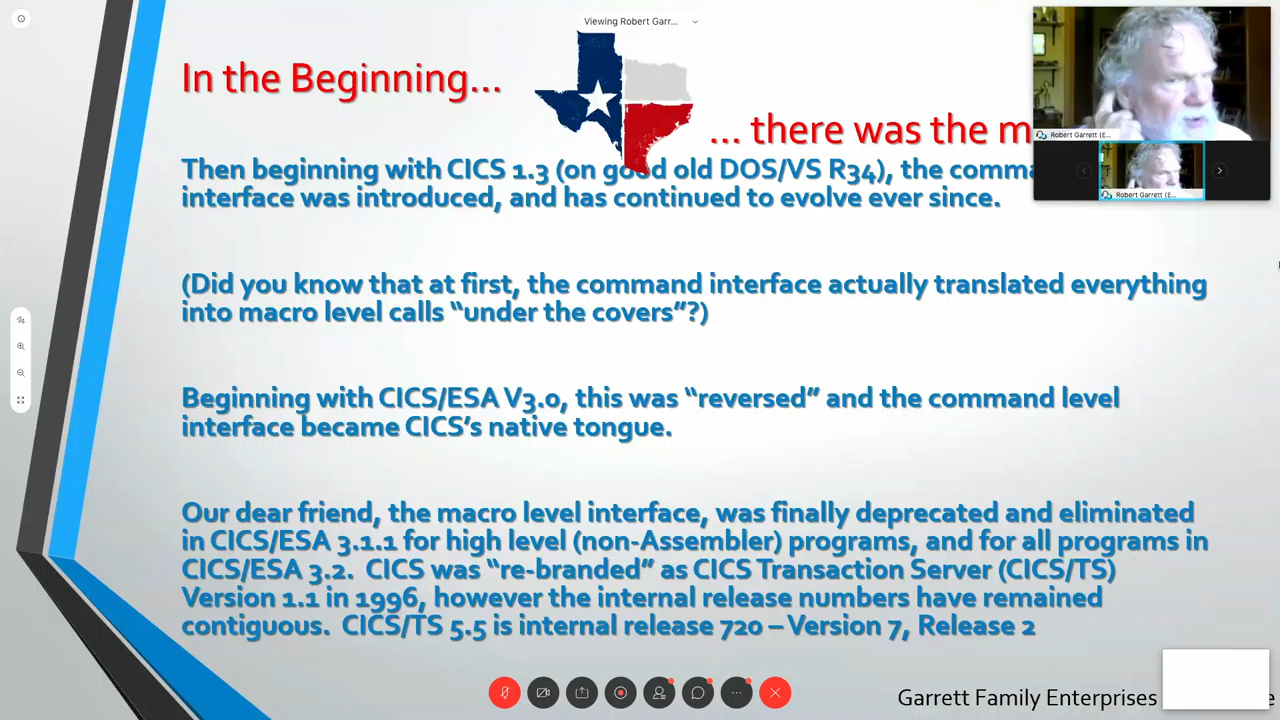 Viewing Robert Garr...
In the Beginning...
... there was the m
Then beginning with CICS 1.3 (on good old DOS/VS R34), the comma
interface was introduced, and has continued to evolve ever since.
(Did you know that at first, the command interface actually translated everything
into macro level calls “under the covers”?)
Beginning with CICS/ESA V3.0, this was “reversed” and the command level
interface became CICS’s native tongue.
Our dear friend, the macro level interface, was finally deprecated and eliminated
in CICS/ESA 3.1.1 for high level (non-Assembler) programs, and for all programs in
CICS/ESA 3.2. CICS was “re-branded” as CICS Transaction Server (CICS/TS)
Version 1.1 in 1996, however the internal release numbers have remained
contiguous. CICS/TS 5.5 is internal release 720 – Version 7, Release 2
Robert Garrett (E...
Robert Garrett (E...
Garrett Family Enterprises